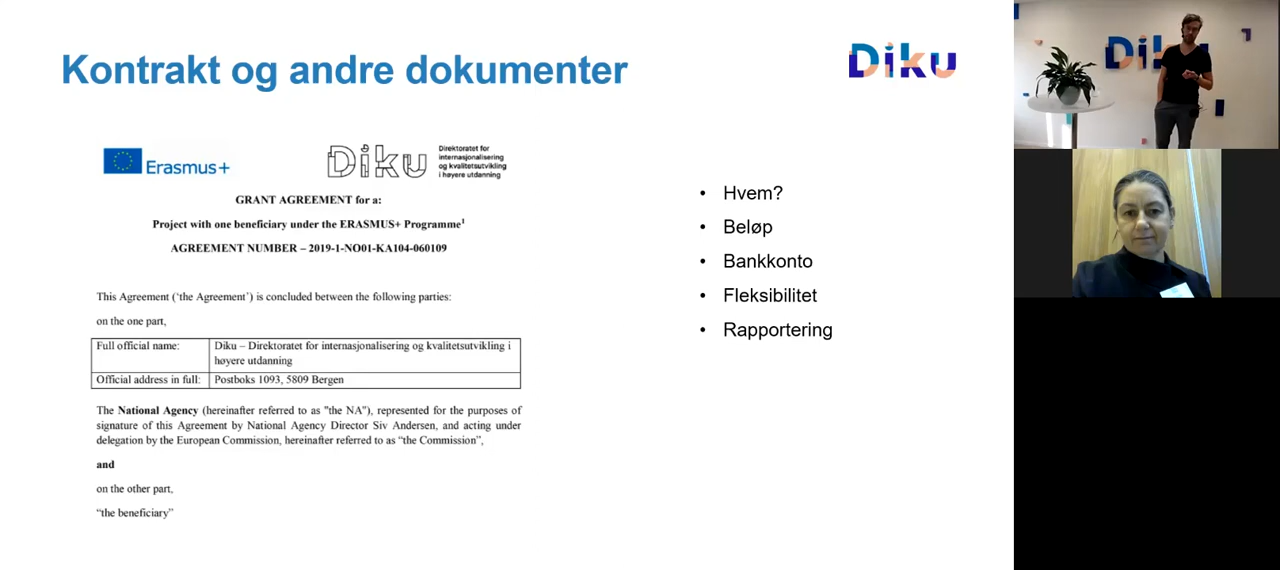 Kontrakt og andre dokumenter
Diku
Erasmus+
Diku
Direktoratet for
internasjonalisering
og kvalitetsutvikling
i høyere utdanning
GRANT AGREEMENT for a:
Project with one beneficiary under the ERASMUS+ Programme¹
AGREEMENT NUMBER – 2019-1-NO01-KA104-060109
This Agreement (‘the Agreement’) is concluded between the following parties:
on the one part,
Full official name: Diku – Direktoratet for internasjonalisering og kvalitetsutvikling i
høyere utdanning
Official address in full: Postboks 1093, 5809 Bergen
The National Agency (hereinafter referred to as "the NA"), represented for the purposes of
signature of this Agreement by National Agency Director Siv Andersen, and acting under
delegation by the European Commission, hereinafter referred to as “the Commission”,
and
on the other part,
“the beneficiary”
• Hvem?
• Beløp
• Bankkonto
• Fleksibilitet
• Rapportering